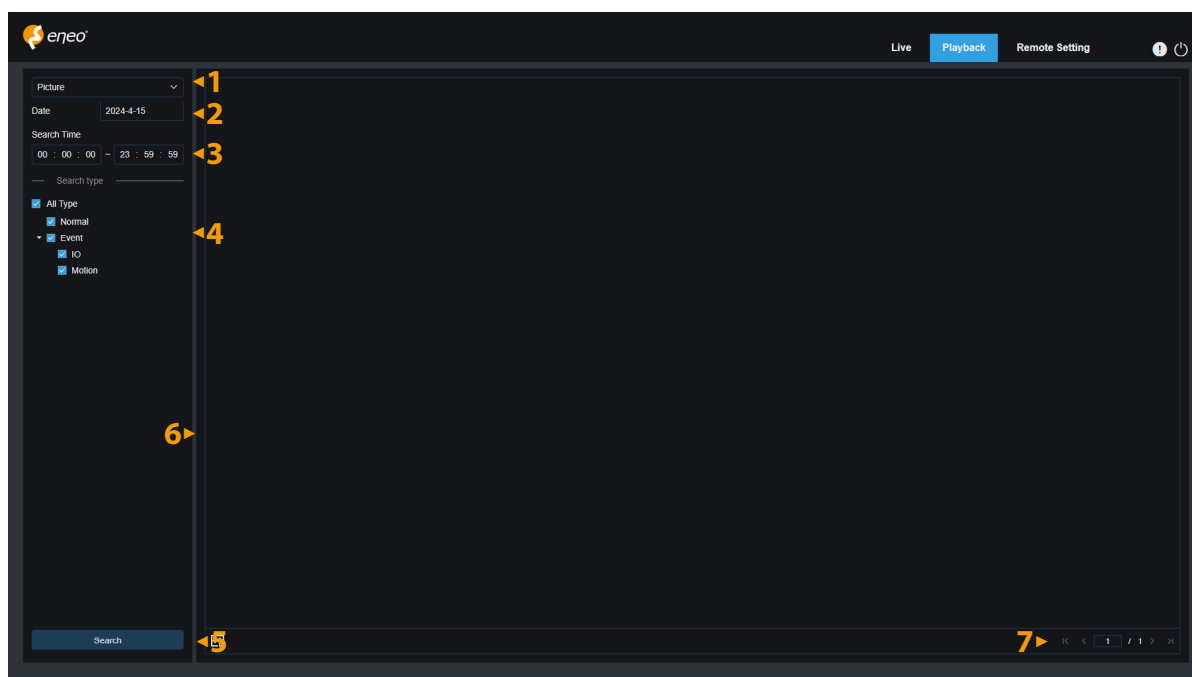 eneo
Live Playback Remote Setting
Picture 1
Date 2024-4-15 2
Search Time
00 : 00 : 00 ~ 23 : 59 : 59 3
Search type
All Type
Normal
Event 4
IO
Motion
6
Search 5
7 1 / 1